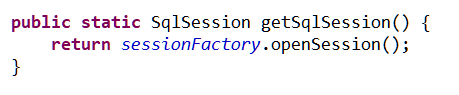 public static SqlSession getSqlSession() {
    return sessionFactory.openSession();
}